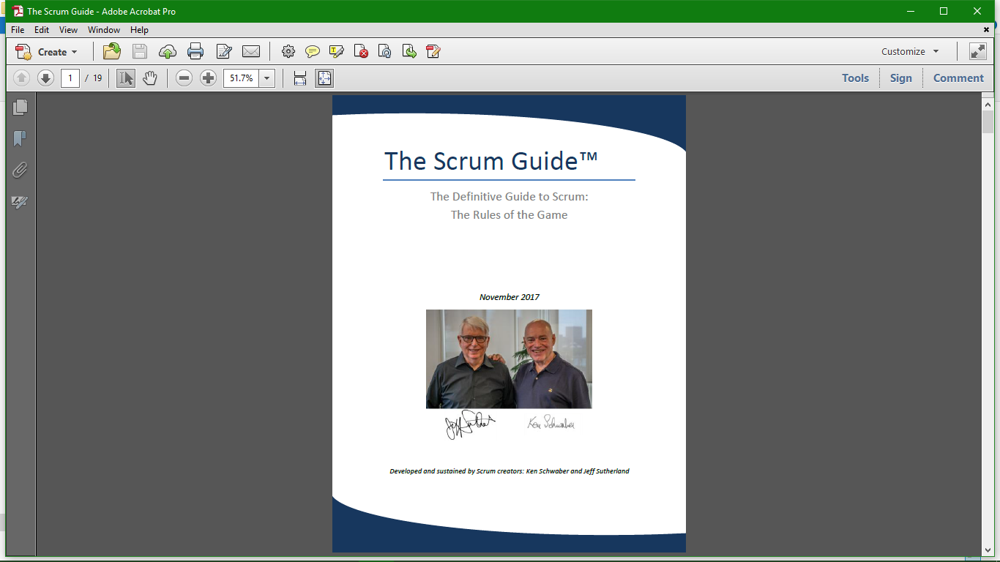 The Scrum Guide - Adobe Acrobat Pro
File Edit View Window Help
Create
Customize
1 / 19
51.7%
Tools Sign Comment
The Scrum Guide™
The Definitive Guide to Scrum:
The Rules of the Game
November 2017
Jeff Sutherland Ken Schwaber
Developed and sustained by Scrum creators: Ken Schwaber and Jeff Sutherland